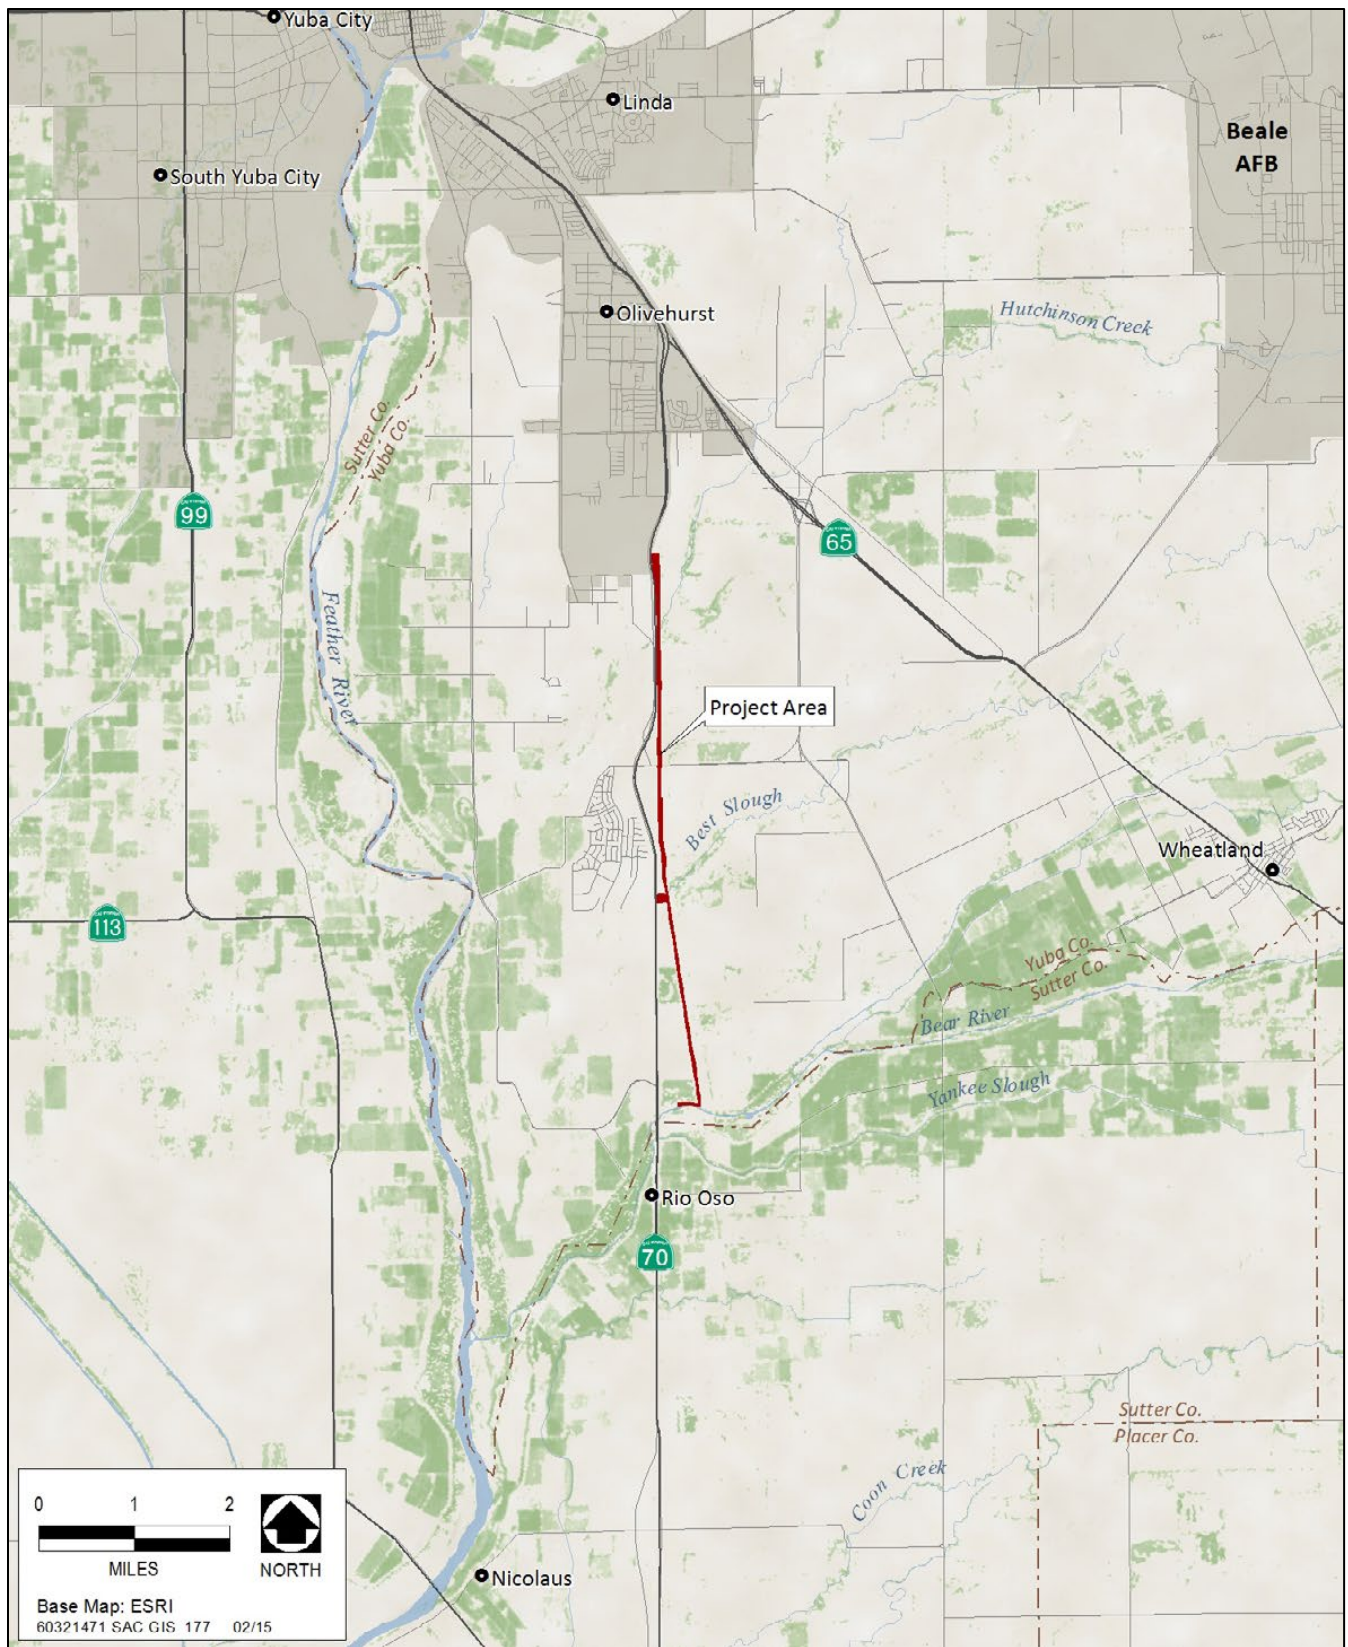 Yuba City
Linda
Beale
AFB
South Yuba City
Hutchinson Creek
Olivehurst
Sutter Co.
Yuba Co.
99
65
Feather River
Project Area
Best Slough
Wheatland
113
Yuba Co.
Sutter Co.
Bear River
Yankee Slough
Rio Oso
70
Sutter Co.
Placer Co.
Coon Creek
0 1 2
MILES
NORTH
Nicolaus
Base Map: ESRI
60321471 SAC GIS 177 02/15